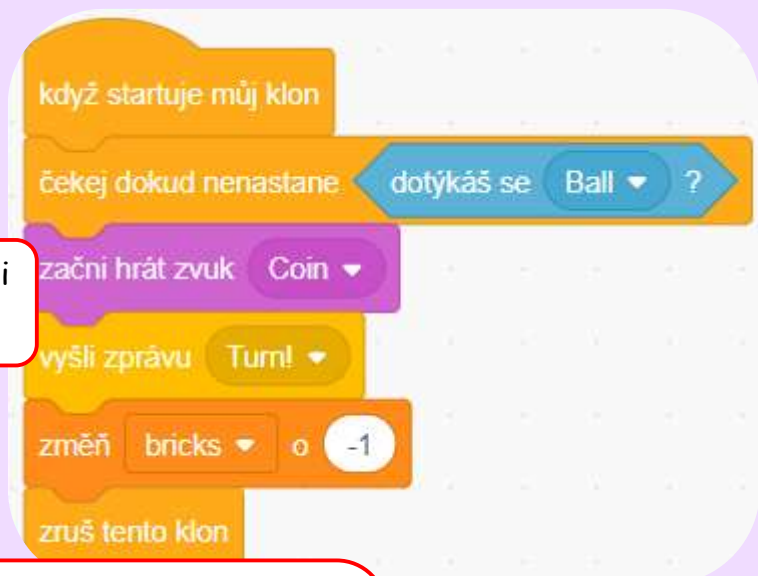 když startuje můj klon
čekej dokud nenastane dotýkáš se Ball ?
i
začni hrát zvuk Coin
vyšli zprávu Turn!
změň bricks o -1
zruš tento klon